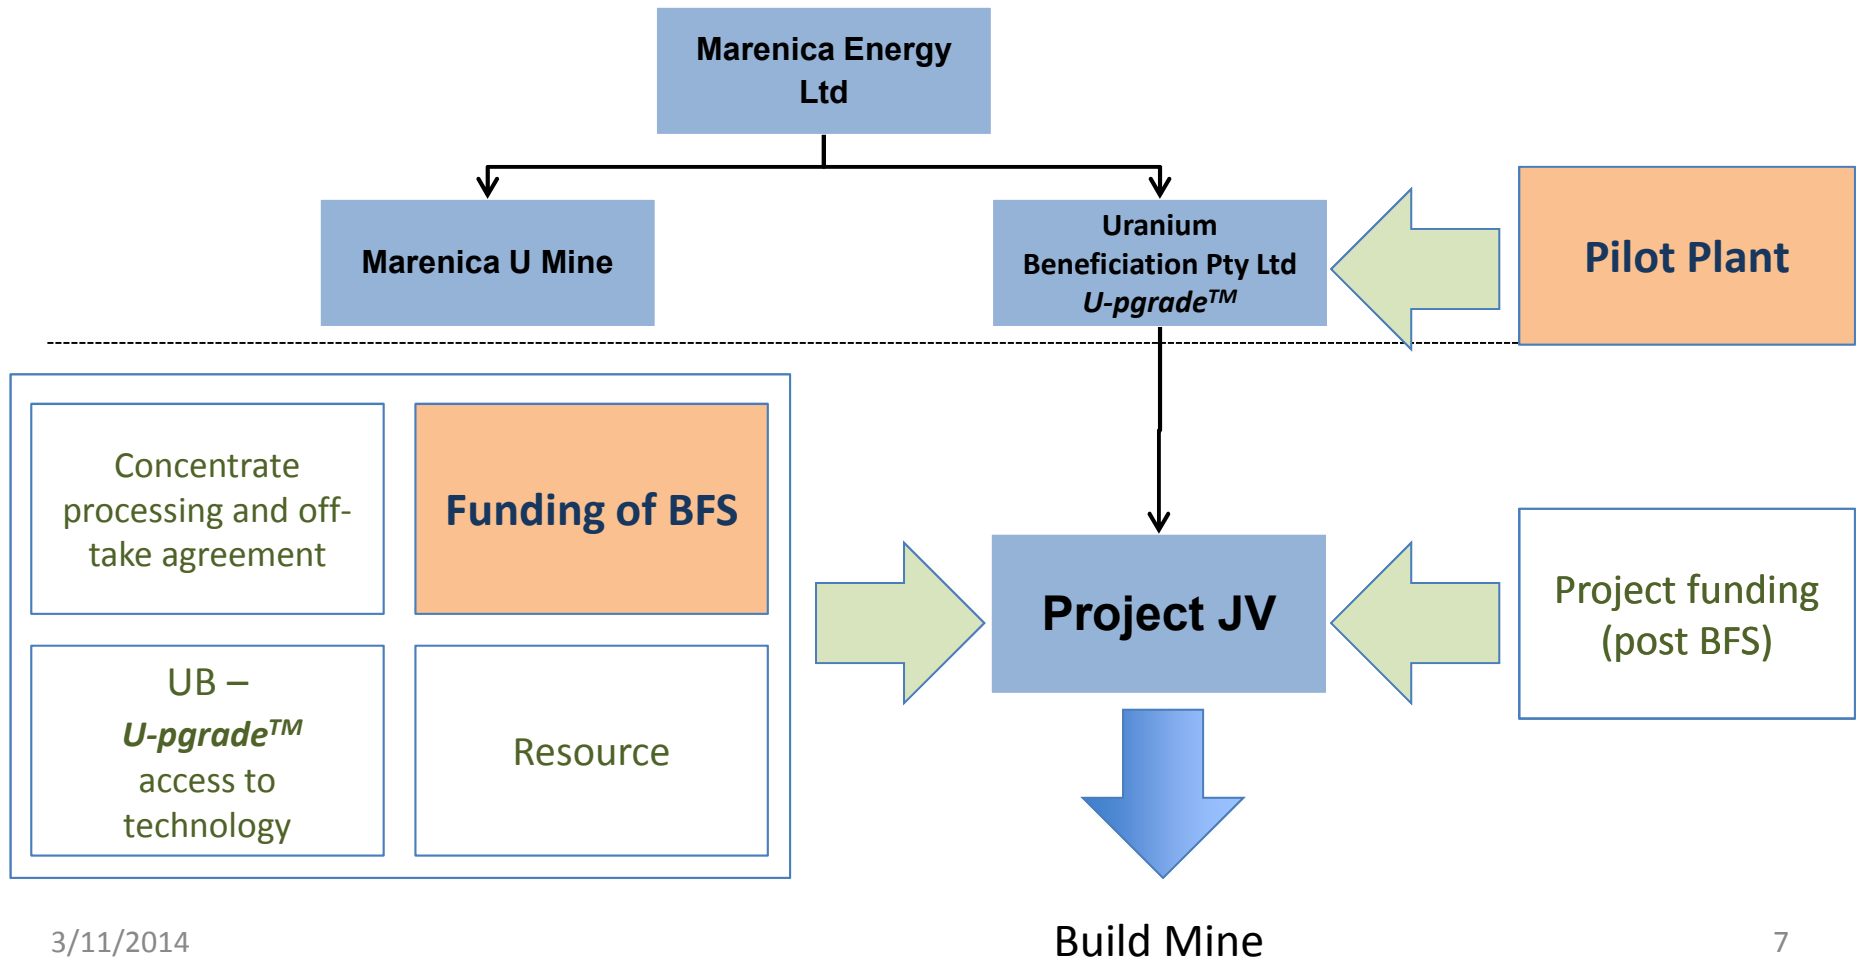 Marenica Energy
Ltd
Marenica U Mine
Uranium
Beneficiation Pty Ltd
U-pgrade™
Pilot Plant
Concentrate
processing and off-
take agreement
Funding of BFS
UB –
U-pgrade™
access to
technology
Resource
Project JV
Project funding
(post BFS)
Build Mine
3/11/2014
7